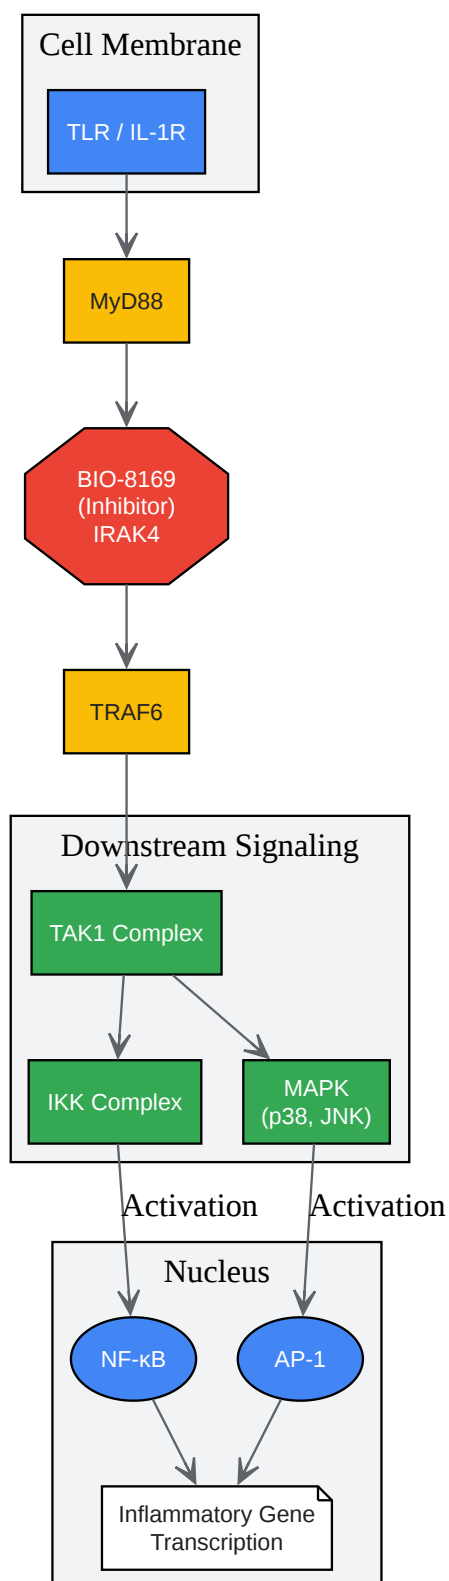 Cell Membrane
TLR / IL-1R
MyD88
BIO-8169
(Inhibitor)
IRAK4
TRAF6
Downstream Signaling
TAK1 Complex
IKK Complex
MAPK
(p38, JNK)
Activation
Activation
Nucleus
NF-κB
AP-1
Inflammatory Gene
Transcription